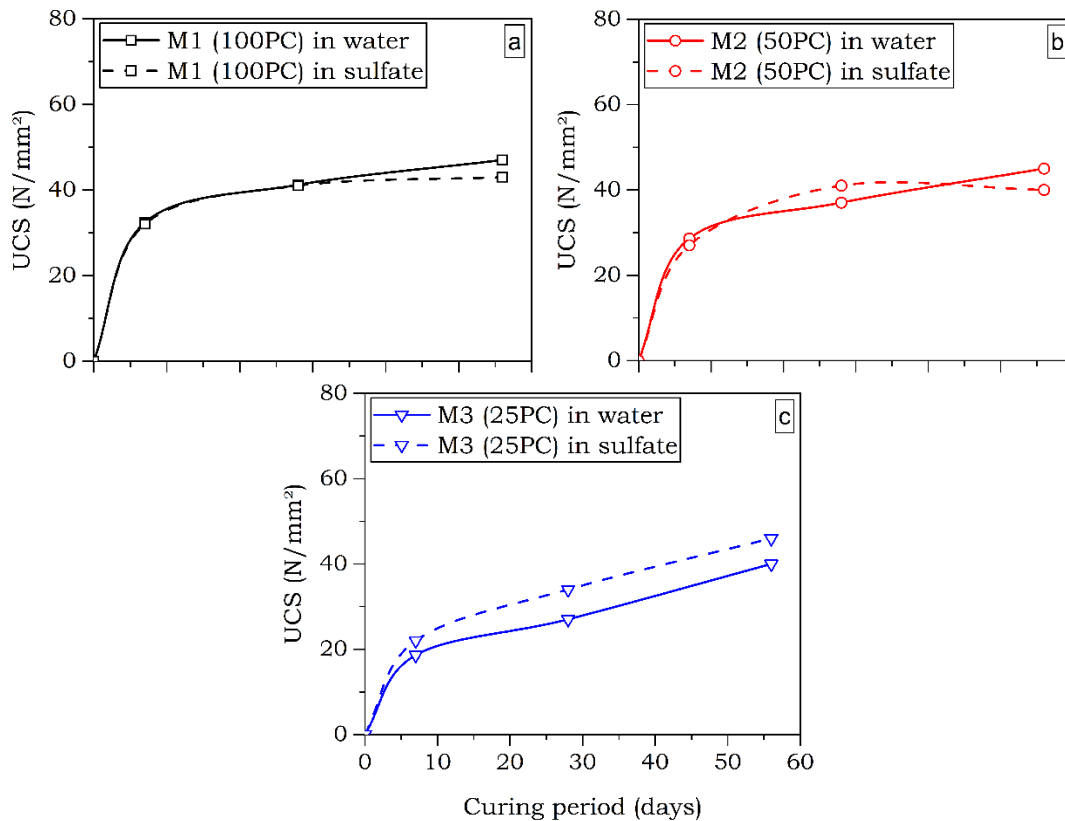 80
60
40
20
0
UCS (N/mm²)
M1 (100PC) in water
M1 (100PC) in sulfate
a
80
60
40
20
0
UCS (N/mm²)
M2 (50PC) in water
M2 (50PC) in sulfate
b
80
60
40
20
0
UCS (N/mm²)
M3 (25PC) in water
M3 (25PC) in sulfate
c
0 10 20 30 40 50 60
Curing period (days)